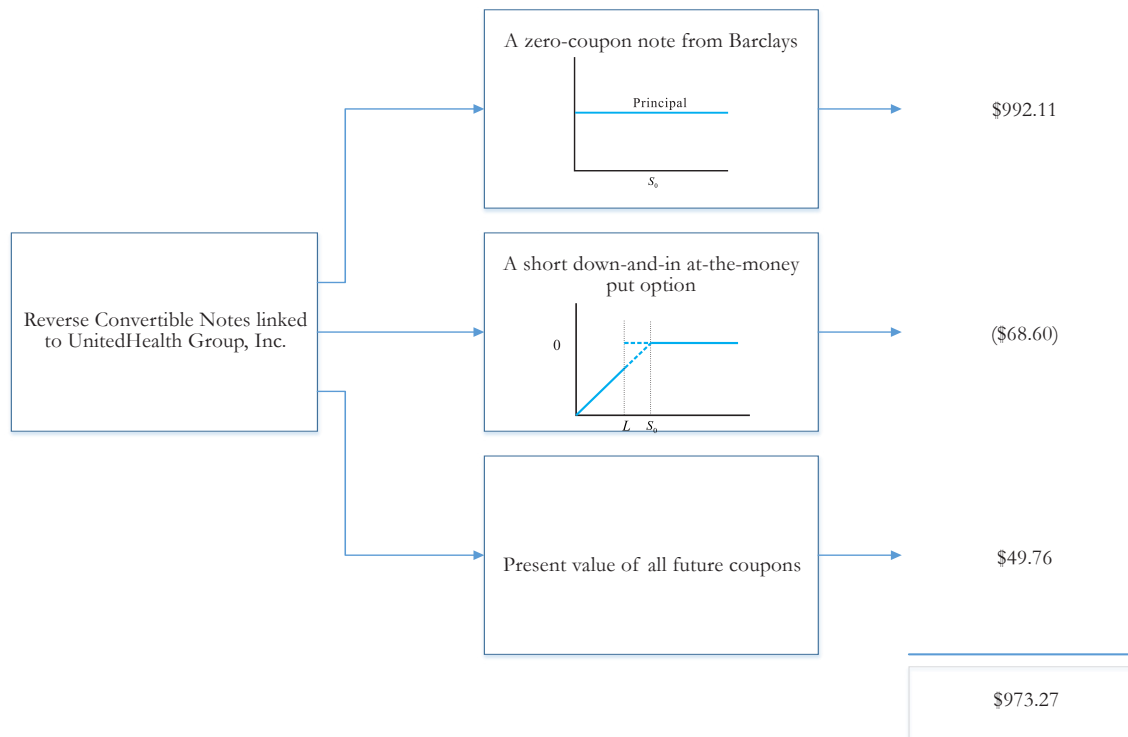 A zero-coupon note from Barclays
Principal
S₀
$992.11
Reverse Convertible Notes linked
to UnitedHealth Group, Inc.
A short down-and-in at-the-money
put option
0
L S₀
($68.60)
Present value of all future coupons
$49.76
$973.27